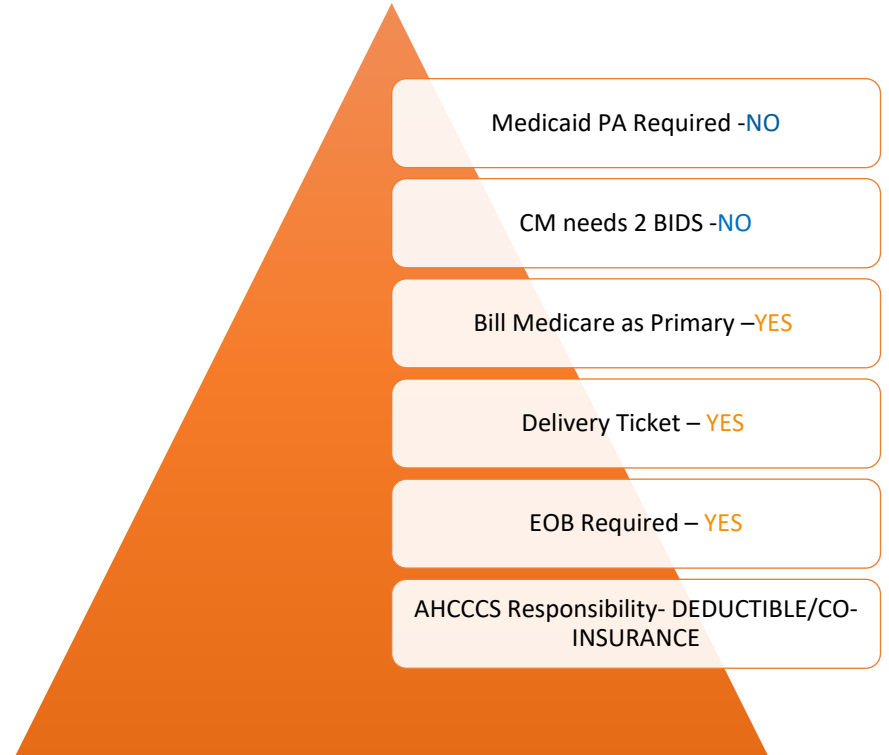 Medicaid PA Required -NO
CM needs 2 BIDS -NO
Bill Medicare as Primary –YES
Delivery Ticket – YES
EOB Required – YES
AHCCCS Responsibility- DEDUCTIBLE/CO-
INSURANCE